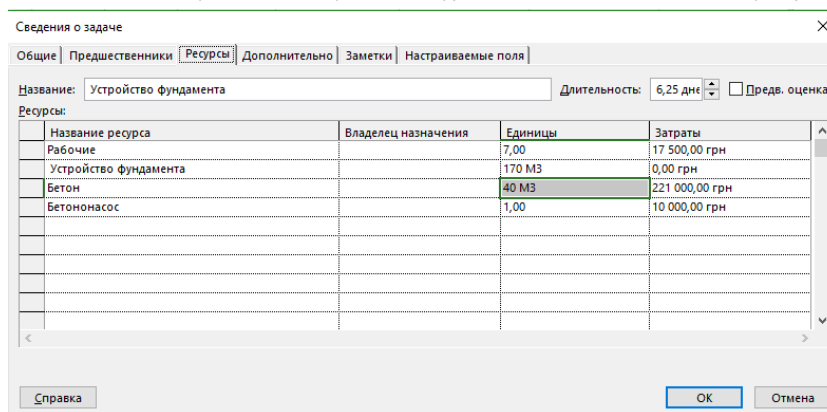 Сведения о задаче
Общие Предшественники Ресурсы Дополнительно Заметки Настраиваемые поля
Название: Устройство фундамента Длительность: 6,25 дне Предв. оценка
Ресурсы:
Название ресурса Владелец назначения Единицы Затраты
Рабочие 7,00 17 500,00 грн
Устройство фундамента 170 М3 0,00 грн
Бетон 40 М3 221 000,00 грн
Бетононасос 1,00 10 000,00 грн
Справка ОК Отмена